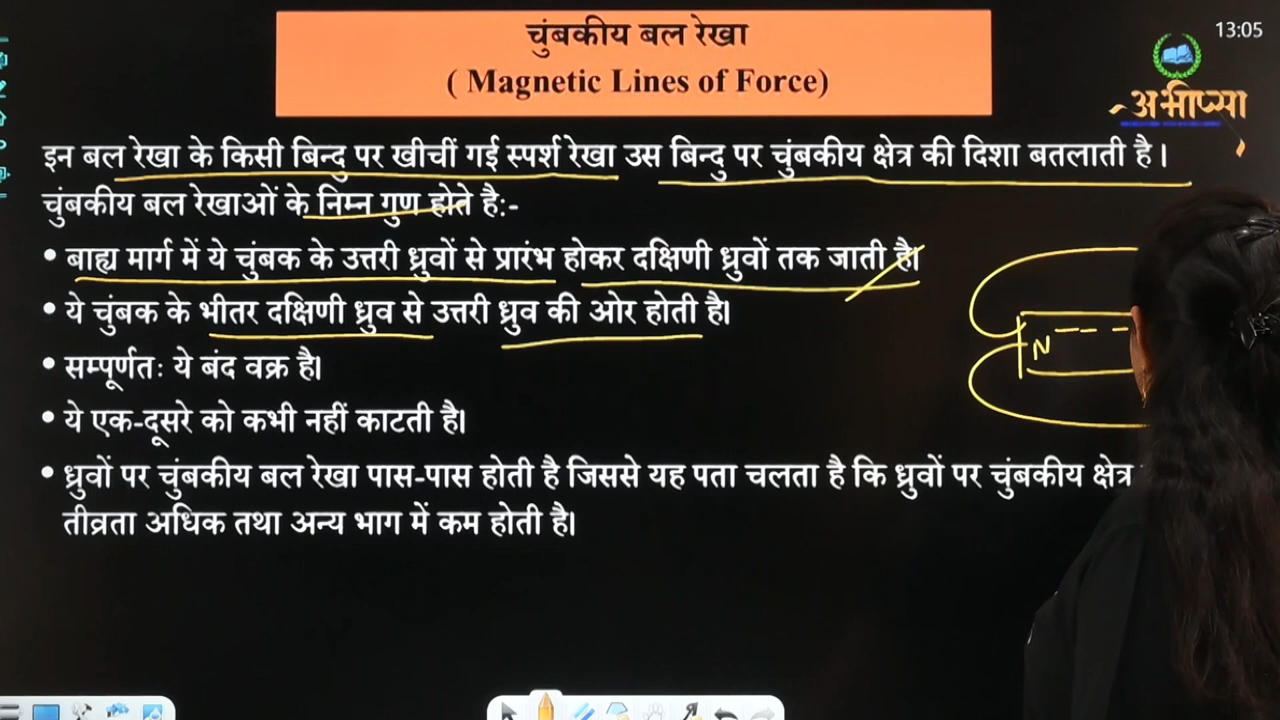 चुंबकीय बल रेखा
( Magnetic Lines of Force)
13:05
अभीप्सा
इन बल रेखा के किसी बिन्दु पर खीचीं गई स्पर्श रेखा उस बिन्दु पर चुंबकीय क्षेत्र की दिशा बतलाती है।
चुंबकीय बल रेखाओं के निम्न गुण होते है:-
• बाह्य मार्ग में ये चुंबक के उत्तरी ध्रुवों से प्रारंभ होकर दक्षिणी ध्रुवों तक जाती है।
• ये चुंबक के भीतर दक्षिणी ध्रुव से उत्तरी ध्रुव की ओर होती है।
N
• सम्पूर्णतः ये बंद वक्र है।
• ये एक-दूसरे को कभी नहीं काटती है।
• ध्रुवों पर चुंबकीय बल रेखा पास-पास होती है जिससे यह पता चलता है कि ध्रुवों पर चुंबकीय क्षेत्र
तीव्रता अधिक तथा अन्य भाग में कम होती है।